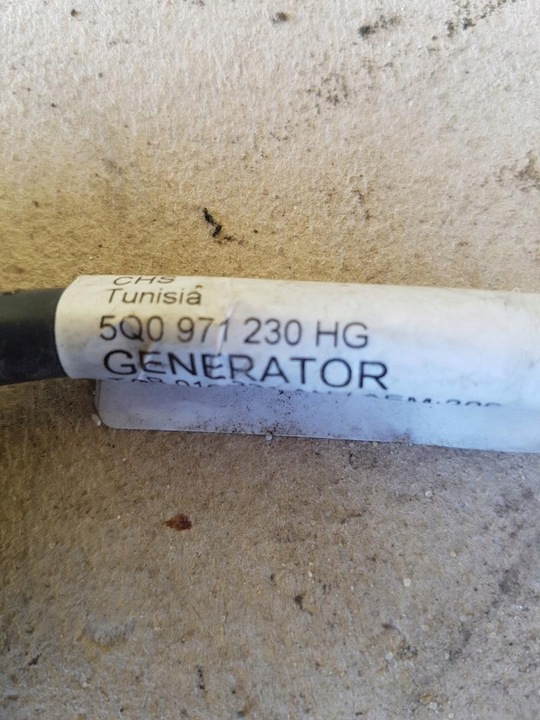 CHS
Tunisia
5Q0 971 230 HG
GENERATOR